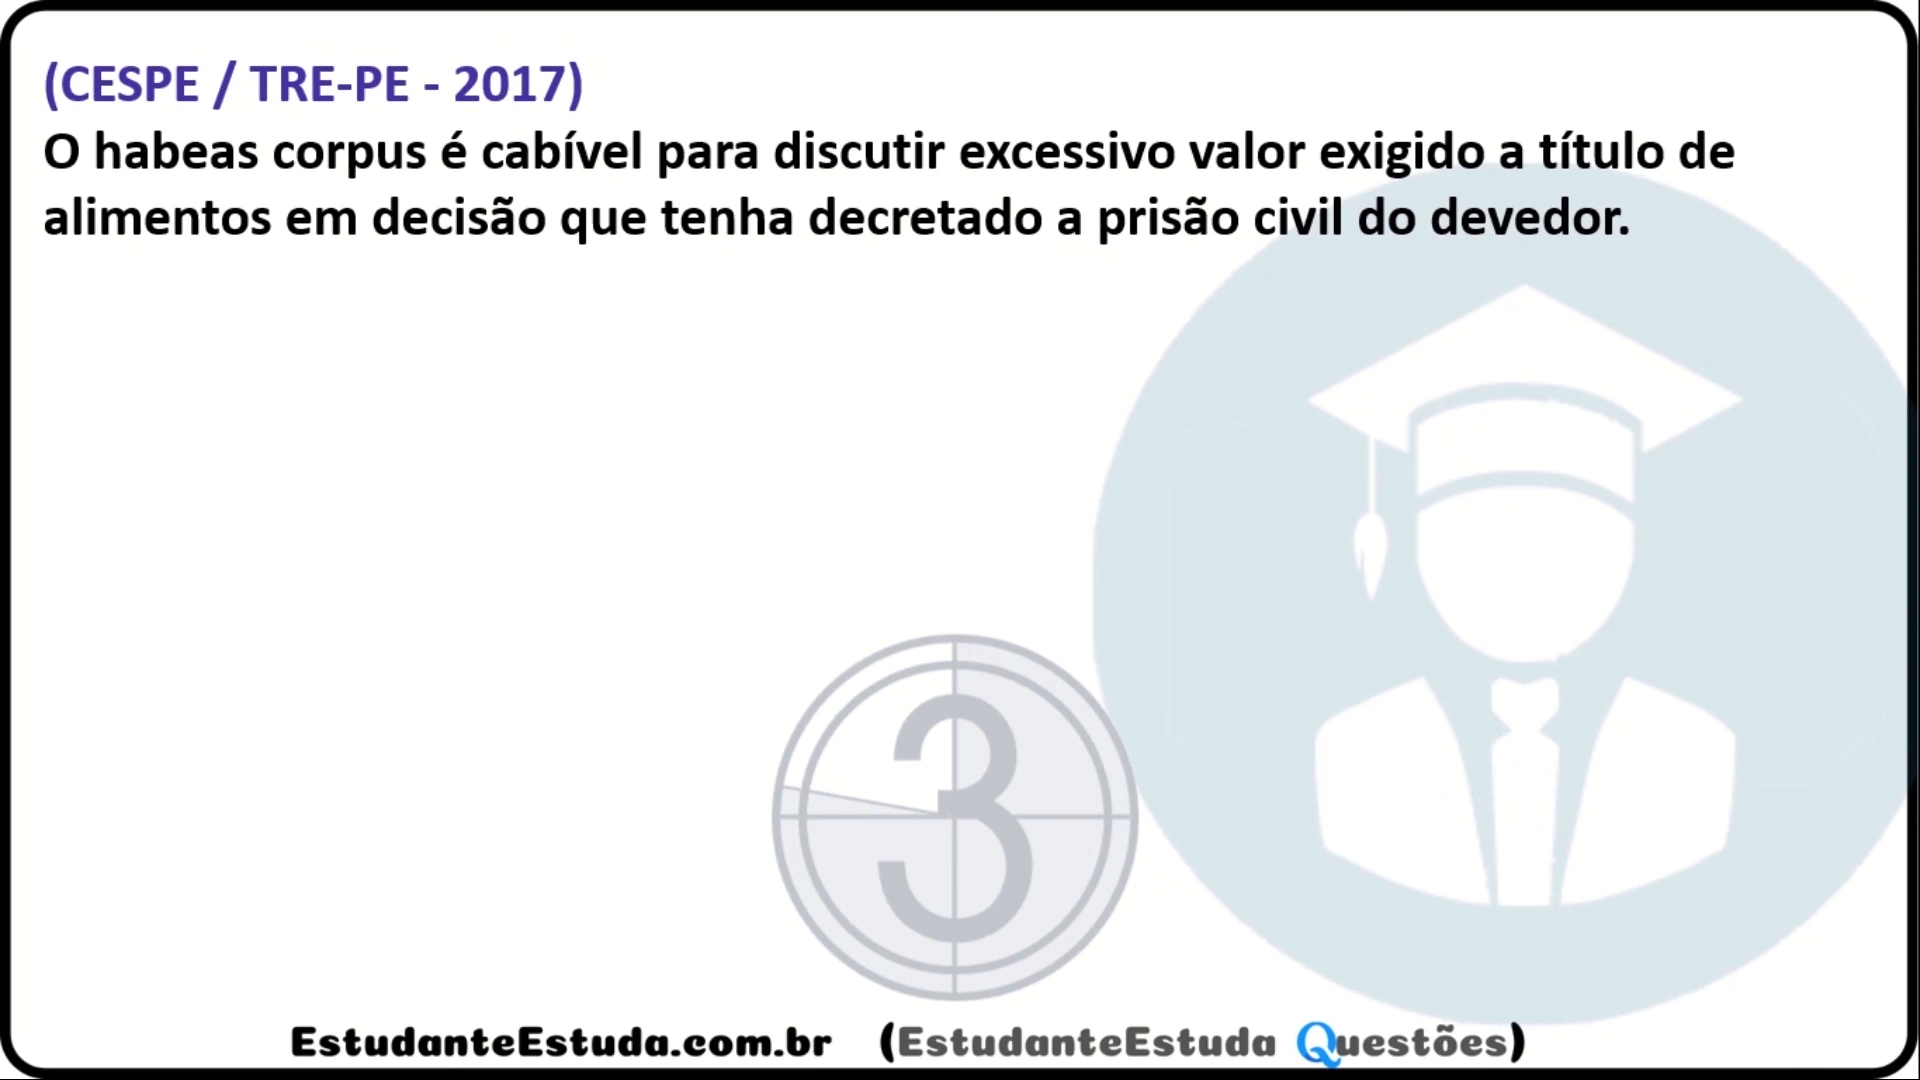 (CESPE / TRE-PE - 2017)
O habeas corpus é cabível para discutir excessivo valor exigido a título de
alimentos em decisão que tenha decretado a prisão civil do devedor.
3
EstudanteEstuda.com.br (EstudanteEstuda Questões)